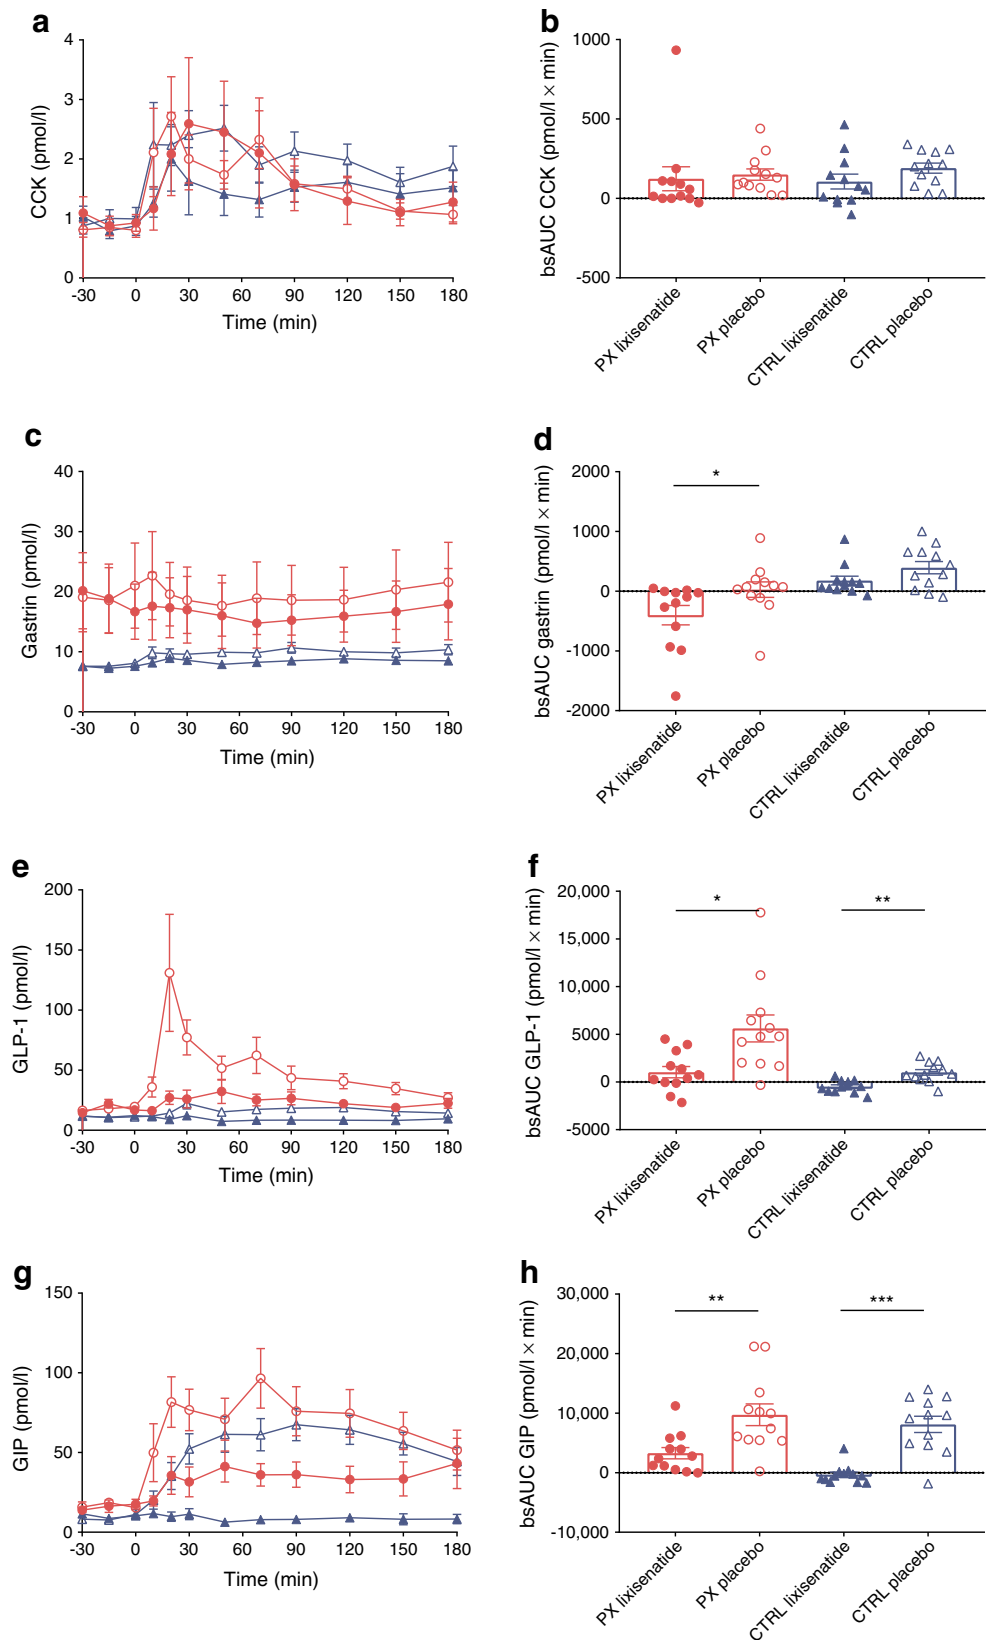 a
4
3
2
1
0
CCK (pmol/l)
-30 0 30 60 90 120 150 180
Time (min)
b
1000
500
0
-500
bsAUC CCK (pmol/l × min)
PX lixisenatide
PX placebo
CTRL lixisenatide
CTRL placebo
c
40
30
20
10
0
Gastrin (pmol/l)
-30 0 30 60 90 120 150 180
Time (min)
d
2000
1000
0
-1000
-2000
bsAUC gastrin (pmol/l × min)
*
PX lixisenatide
PX placebo
CTRL lixisenatide
CTRL placebo
e
200
150
100
50
0
GLP-1 (pmol/l)
-30 0 30 60 90 120 150 180
Time (min)
f
20,000
15,000
10,000
5000
0
-5000
bsAUC GLP-1 (pmol/l × min)
* **
PX lixisenatide
PX placebo
CTRL lixisenatide
CTRL placebo
g
150
100
50
0
GIP (pmol/l)
-30 0 30 60 90 120 150 180
Time (min)
h
30,000
20,000
10,000
0
-10,000
bsAUC GIP (pmol/l × min)
** ***
PX lixisenatide
PX placebo
CTRL lixisenatide
CTRL placebo